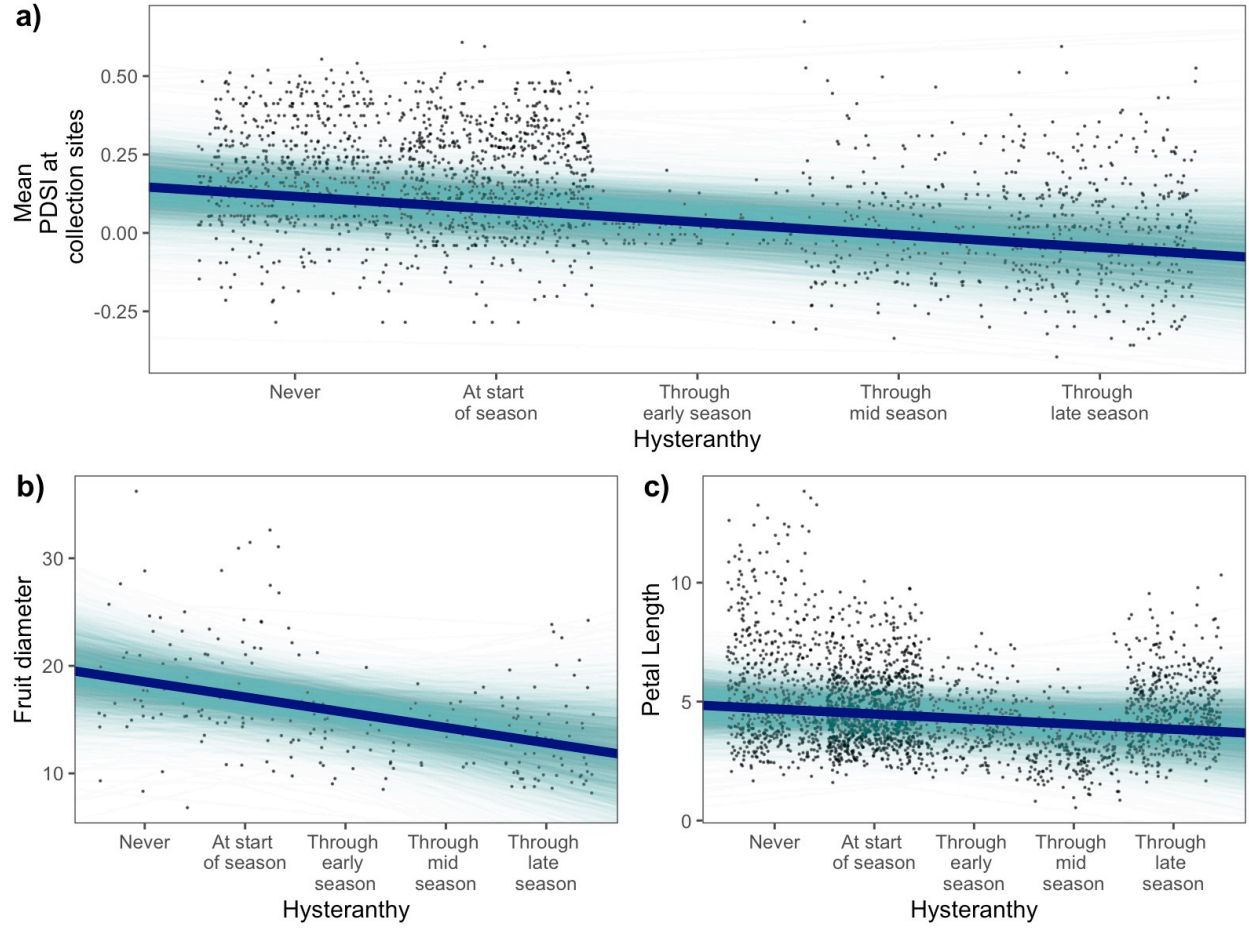 a)
Mean
PDSI at
collection sites
0.50
0.25
0.00
-0.25
Never
At start
of season
Through
early season
Through
mid season
Through
late season
Hysteranthy
b)
Fruit diameter
30
20
10
Never
At start
of season
Through
early
season
Through
mid
season
Through
late
season
Hysteranthy
c)
Petal Length
10
5
0
Never
At start
of season
Through
early
season
Through
mid
season
Through
late
season
Hysteranthy